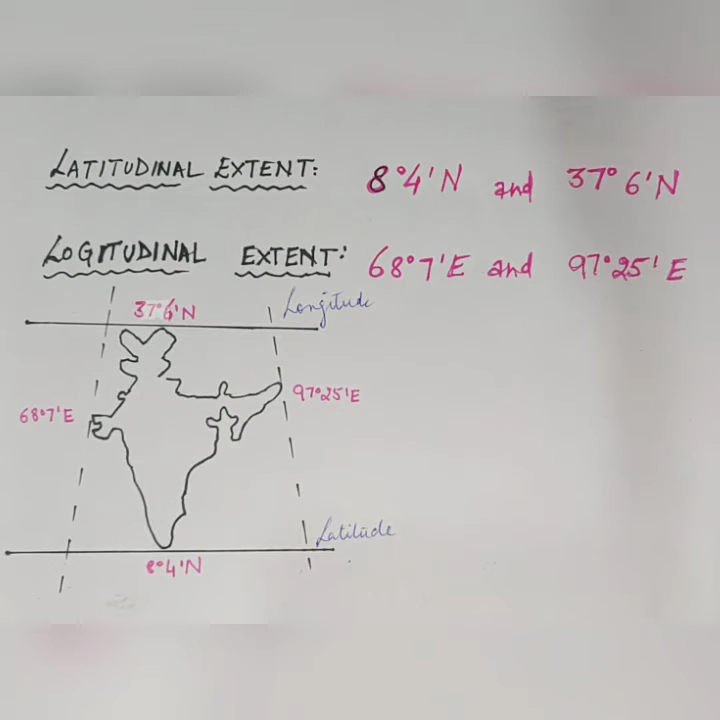 LATITUDINAL EXTENT: 8°4'N and 37°6'N
LOGITUDINAL EXTENT: 68°7'E and 97°25'E
37°6'N
Longitude
97°25'E
68°7'E
Latitude
8°4'N